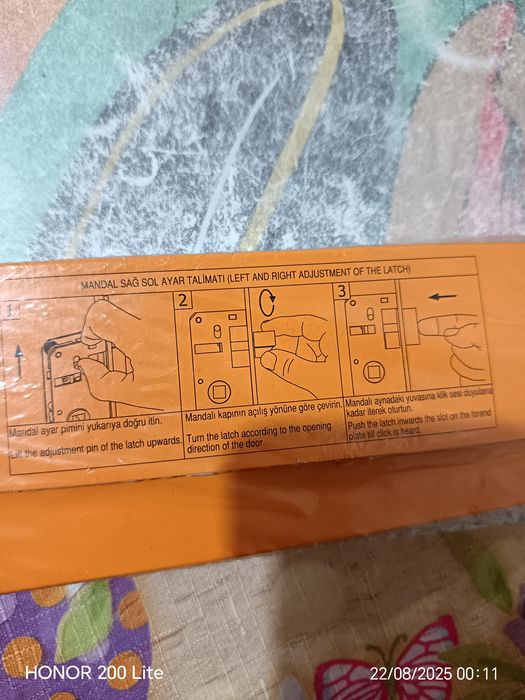 MANDAL SAĞ SOL AYAR TALİMATI (LEFT AND RIGHT ADJUSTMENT OF THE LATCH)
1
2
3
Mandal ayar pimini yukarıya doğru itin.
Lift the adjustment pin of the latch upwards.
Mandalı kapının açılış yönüne göre çevirin.
Turn the latch according to the opening
direction of the door.
Mandalı aynadaki yuvasına kilik sesi duyulana
kadar iterek oturtun.
Push the latch inwards the slot on the forend
plate till click is heard.
HONOR 200 Lite
22/08/2025 00:11